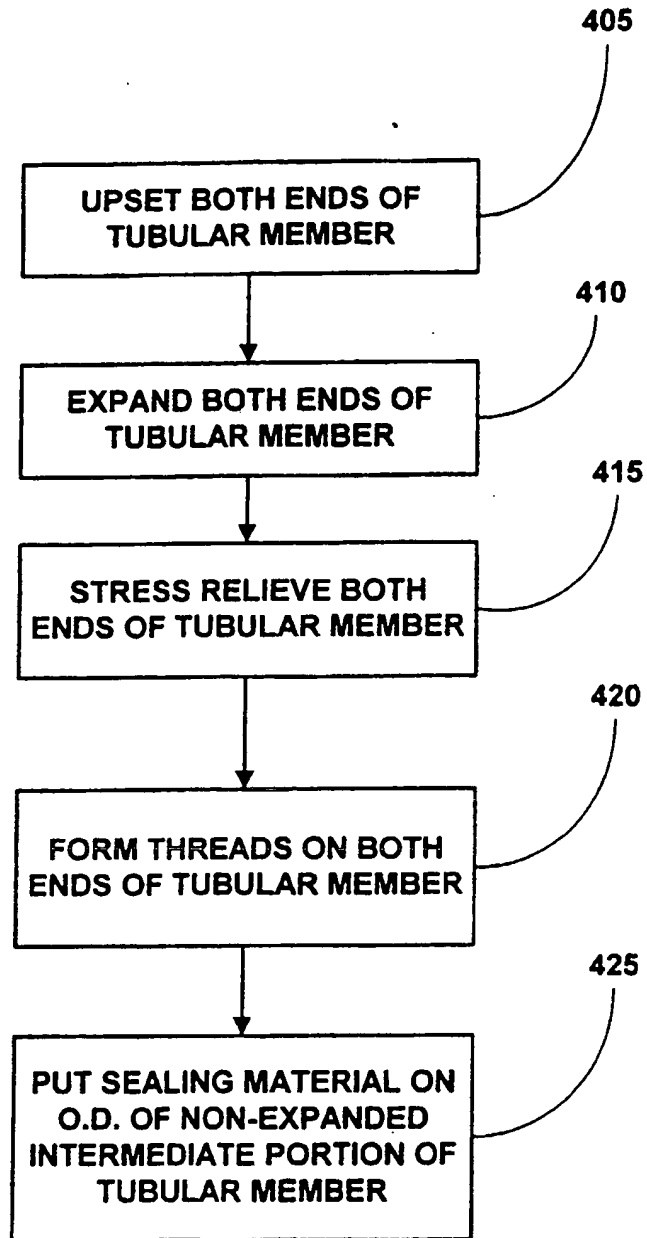 405
UPSET BOTH ENDS OF
TUBULAR MEMBER
410
EXPAND BOTH ENDS OF
TUBULAR MEMBER
415
STRESS RELIEVE BOTH
ENDS OF TUBULAR MEMBER
420
FORM THREADS ON BOTH
ENDS OF TUBULAR MEMBER
425
PUT SEALING MATERIAL ON
O.D. OF NON-EXPANDED
INTERMEDIATE PORTION OF
TUBULAR MEMBER